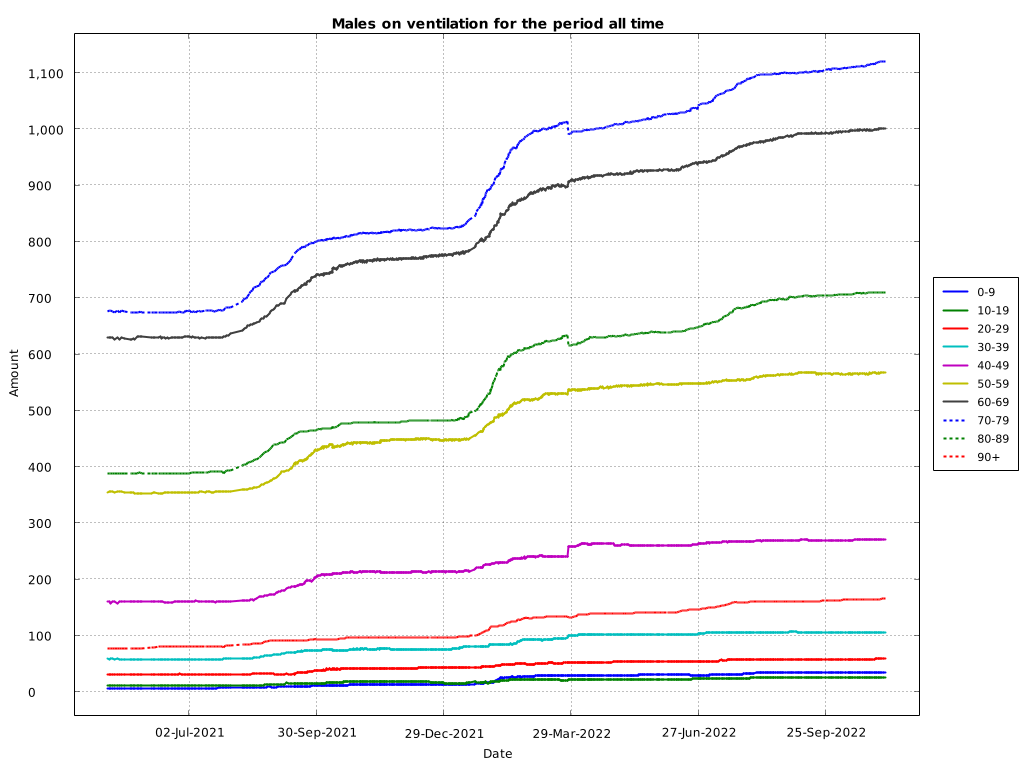 Males on ventilation for the period all time
1,100
1,000
900
800
700
600
500
400
300
200
100
0
Amount
02-Jul-2021
30-Sep-2021
29-Dec-2021
29-Mar-2022
27-Jun-2022
25-Sep-2022
Date
0-9
10-19
20-29
30-39
40-49
50-59
60-69
70-79
80-89
90+